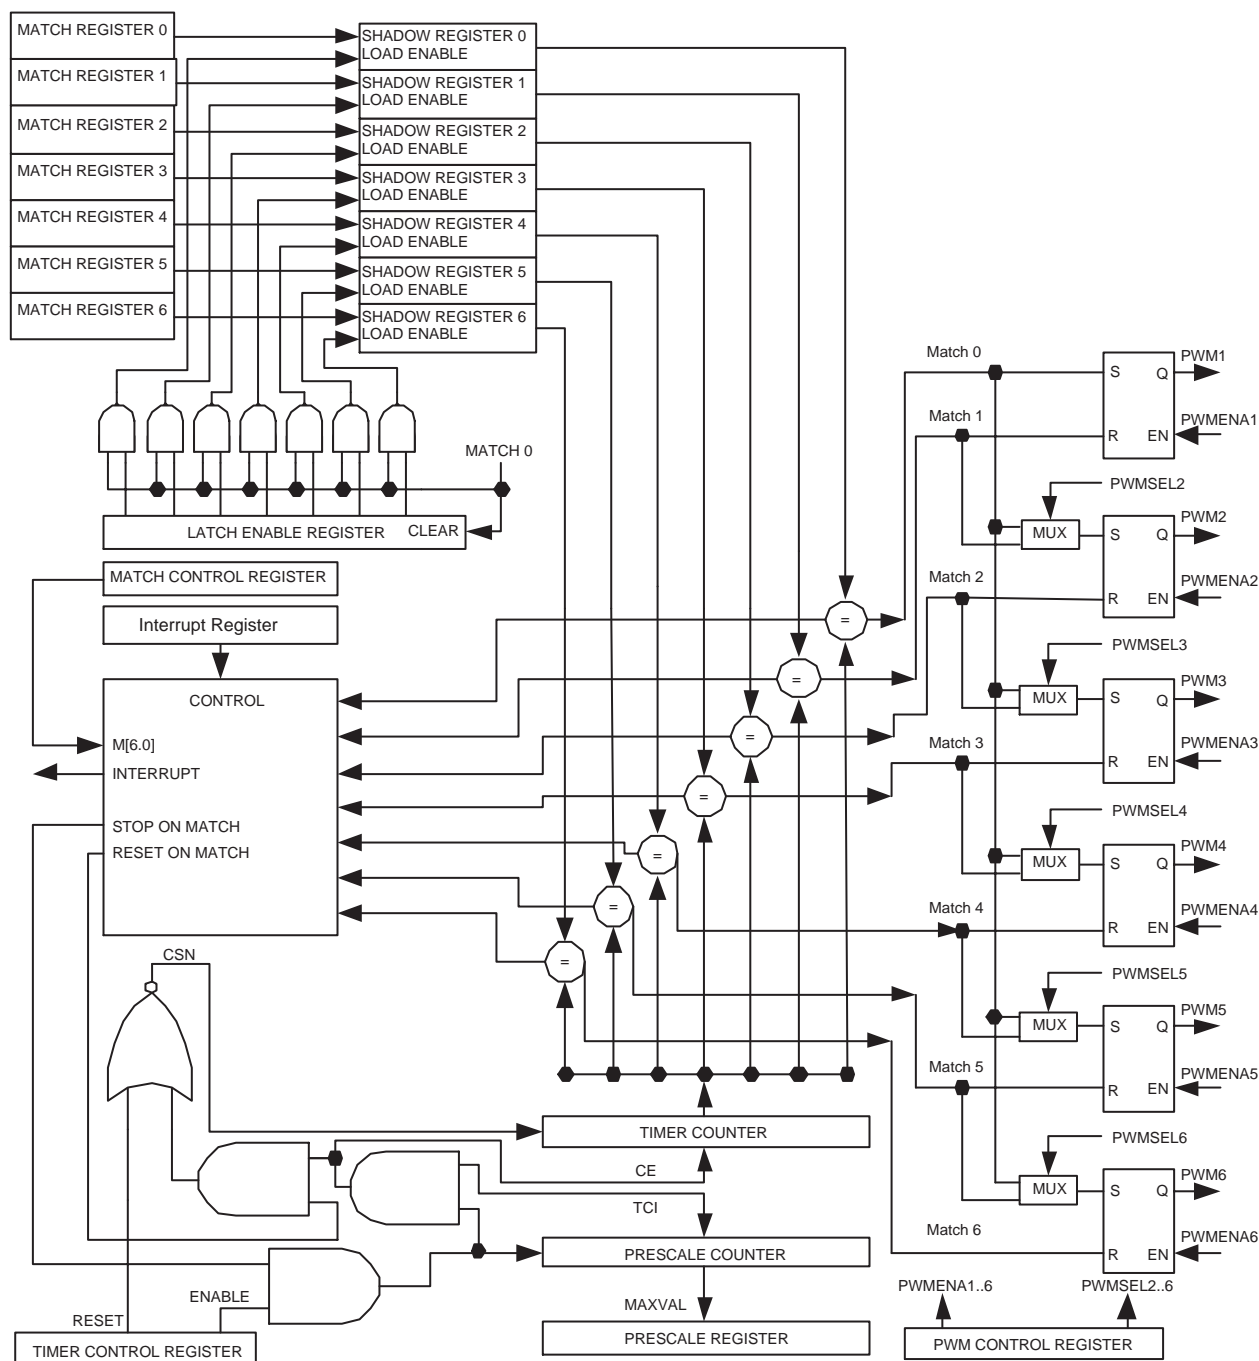 MATCH REGISTER 0
MATCH REGISTER 1
MATCH REGISTER 2
MATCH REGISTER 3
MATCH REGISTER 4
MATCH REGISTER 5
MATCH REGISTER 6
SHADOW REGISTER 0
LOAD ENABLE
SHADOW REGISTER 1
LOAD ENABLE
SHADOW REGISTER 2
LOAD ENABLE
SHADOW REGISTER 3
LOAD ENABLE
SHADOW REGISTER 4
LOAD ENABLE
SHADOW REGISTER 5
LOAD ENABLE
SHADOW REGISTER 6
LOAD ENABLE
MATCH 0
LATCH ENABLE REGISTER
CLEAR
MATCH CONTROL REGISTER
Interrupt Register
CONTROL
M[6.0]
INTERRUPT
STOP ON MATCH
RESET ON MATCH
CSN
=
=
=
=
=
=
=
TIMER COUNTER
CE
TCI
PRESCALE COUNTER
MAXVAL
PRESCALE REGISTER
ENABLE
RESET
TIMER CONTROL REGISTER
Match 0
Match 1
S
Q
PWM1
R
EN
PWMENA1
PWMSEL2
MUX
Match 2
S
Q
PWM2
R
EN
PWMENA2
PWMSEL3
MUX
Match 3
S
Q
PWM3
R
EN
PWMENA3
PWMSEL4
MUX
Match 4
S
Q
PWM4
R
EN
PWMENA4
PWMSEL5
MUX
Match 5
S
Q
PWM5
R
EN
PWMENA5
PWMSEL6
MUX
Match 6
S
Q
PWM6
R
EN
PWMENA6
PWMENA1..6
PWMSEL2..6
PWM CONTROL REGISTER